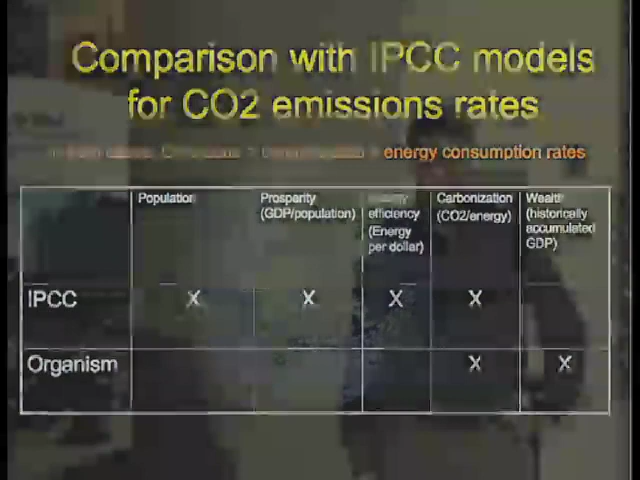 Comparison with IPCC models
for CO2 emissions rates
energy consumption rates
Population
Prosperity
(GDP/population)
efficiency
(Energy
per dollar)
Carbonization
(CO2/energy)
Wealth
(historically
accumulated
GDP)
IPCC X X X X
Organism X X